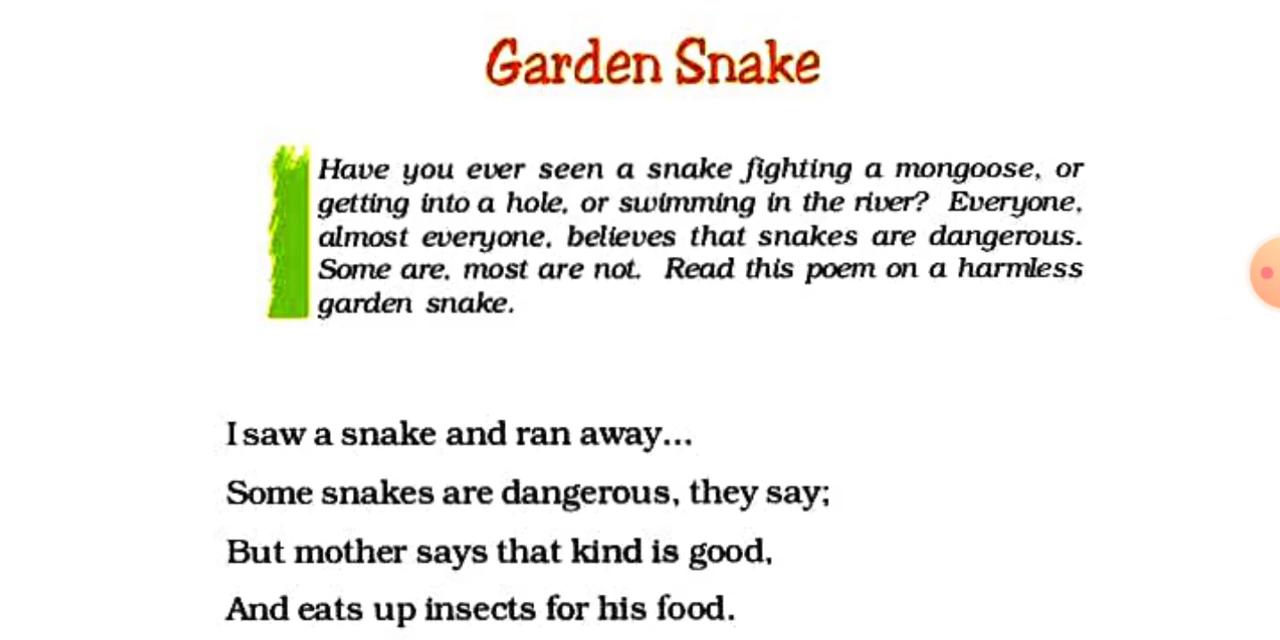 Garden Snake
Have you ever seen a snake fighting a mongoose, or
getting into a hole, or swimming in the river? Everyone,
almost everyone, believes that snakes are dangerous.
Some are, most are not. Read this poem on a harmless
garden snake.
I saw a snake and ran away...
Some snakes are dangerous, they say;
But mother says that kind is good,
And eats up insects for his food.